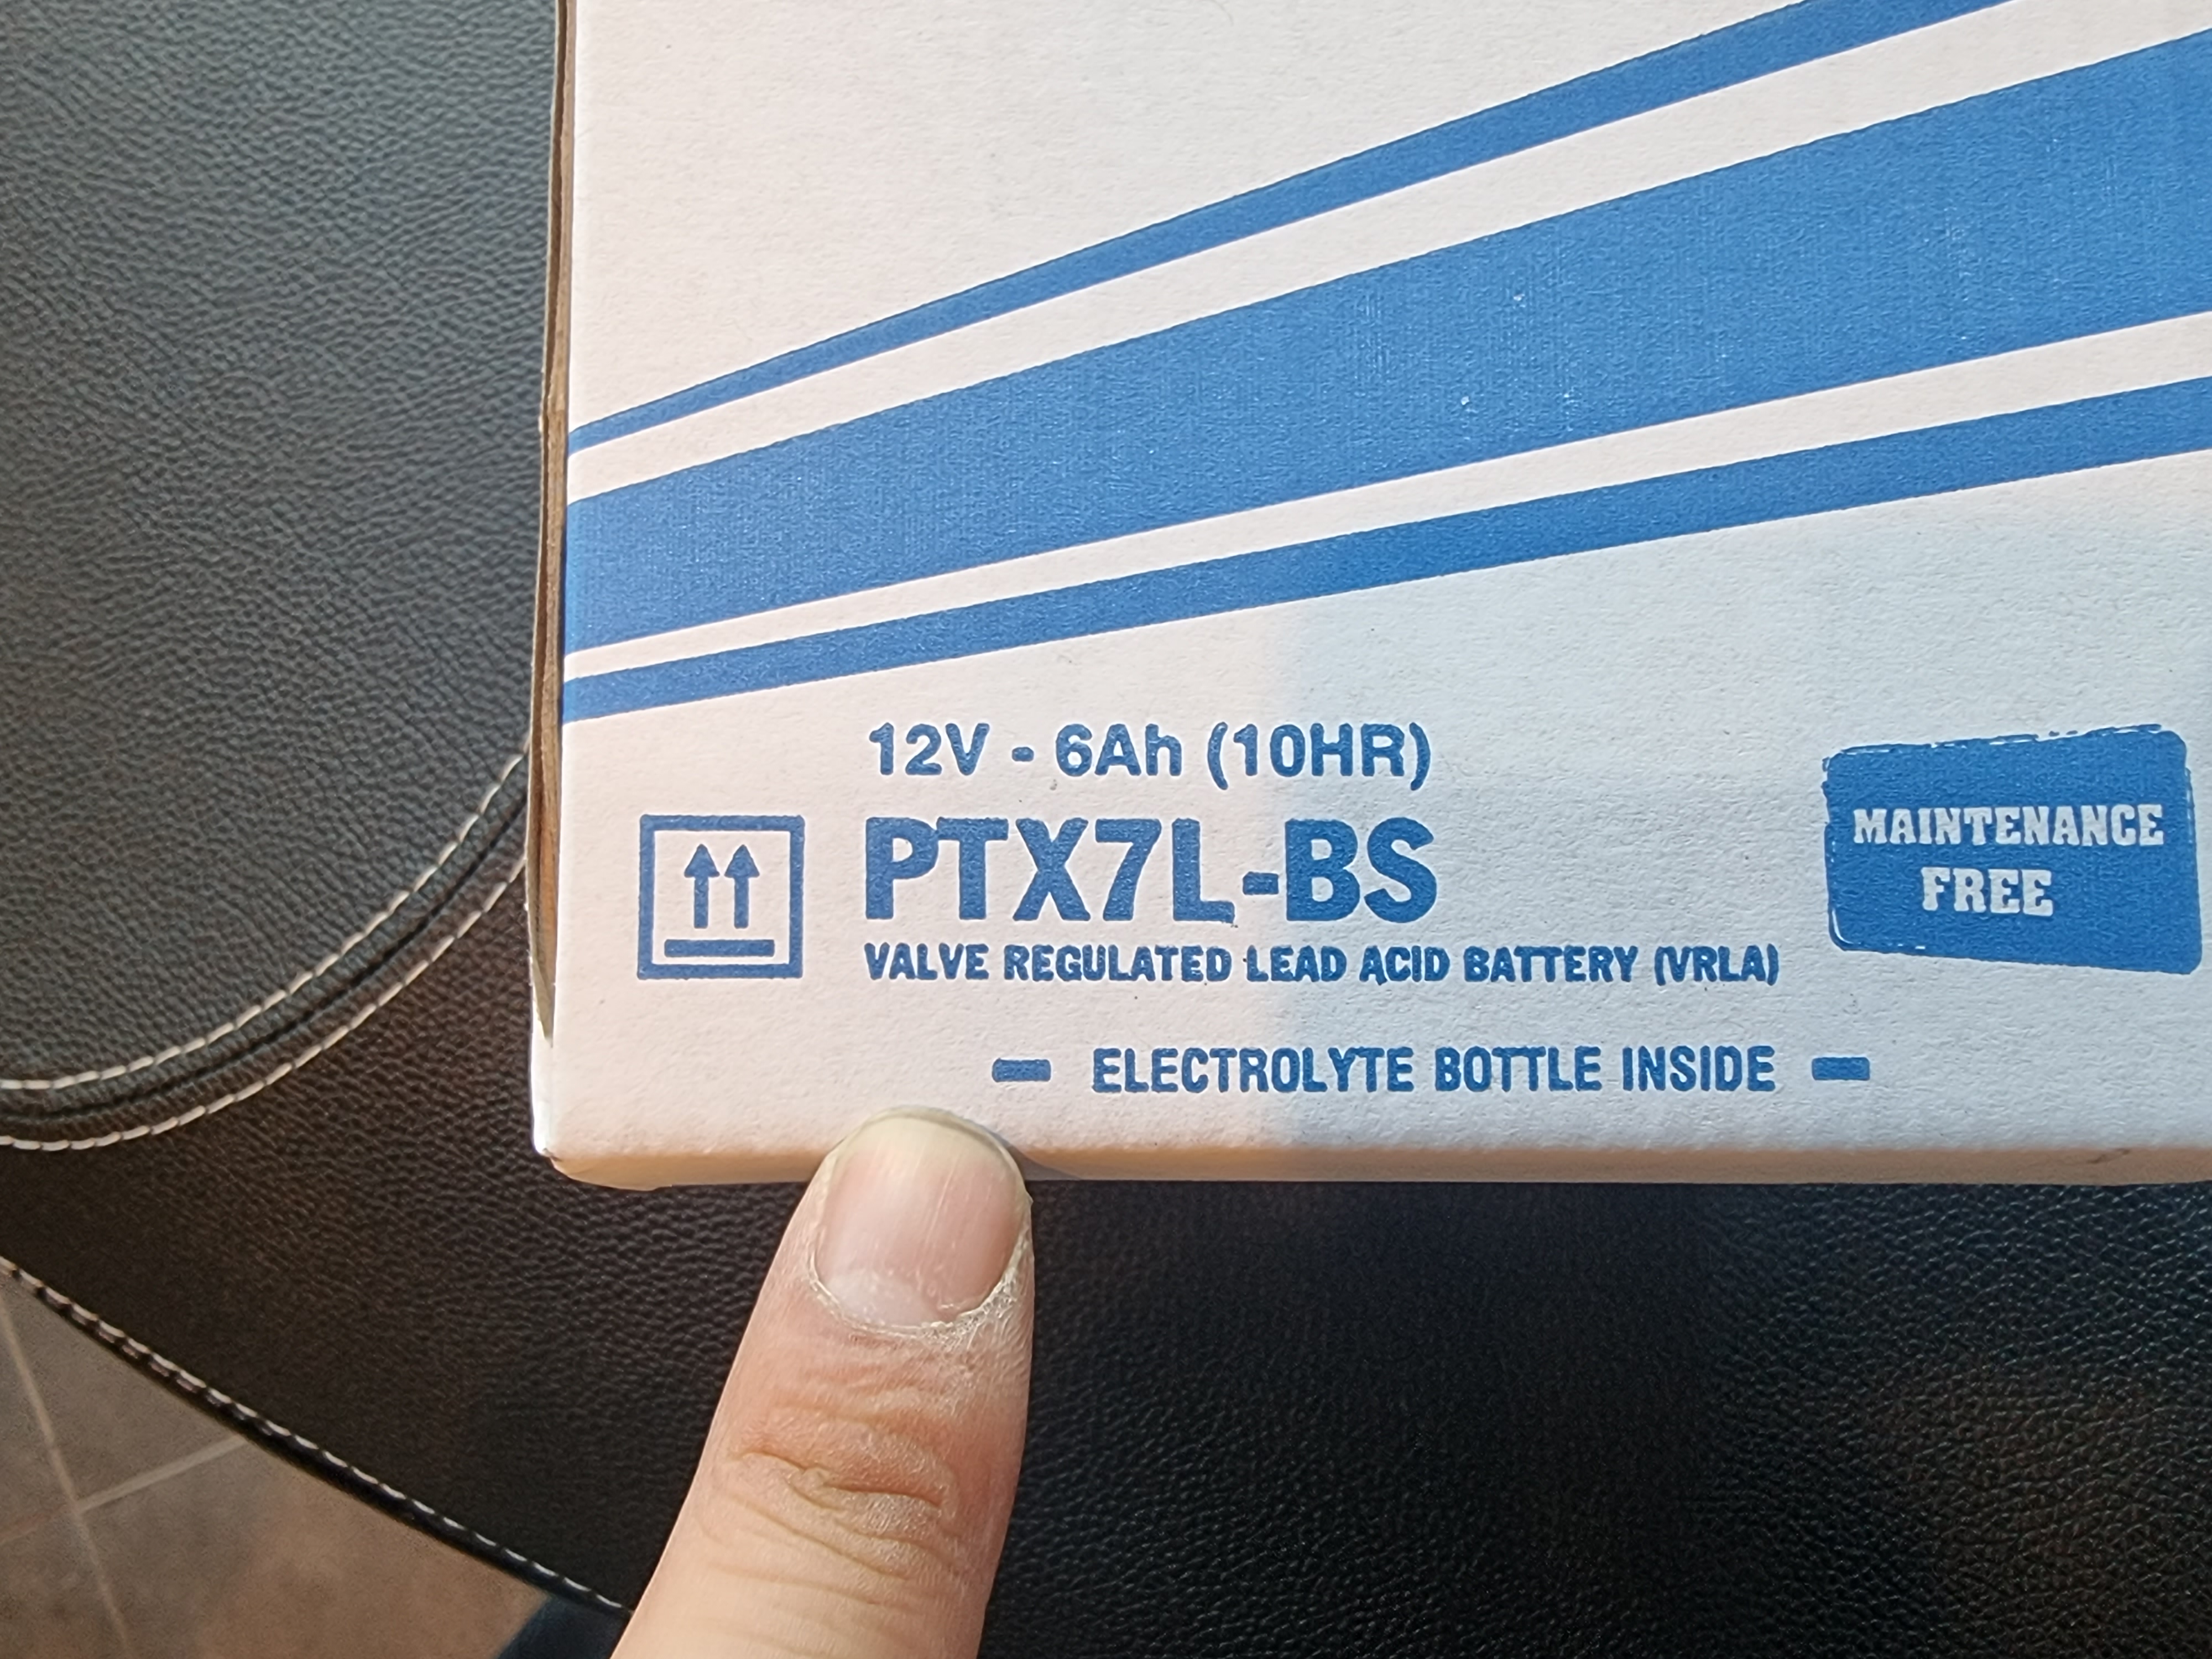 12V - 6Ah (10HR)
PTX7L-BS
VALVE REGULATED LEAD ACID BATTERY (VRLA)
MAINTENANCE
FREE
- ELECTROLYTE BOTTLE INSIDE -